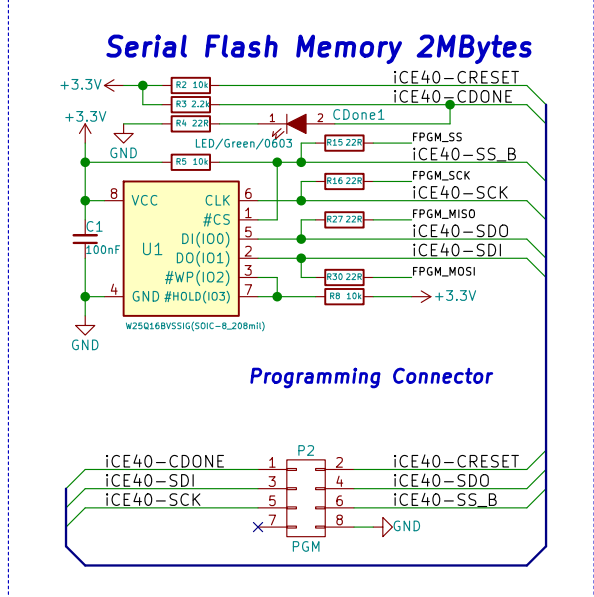 Serial Flash Memory 2MBytes
+3.3V R2 10k iCE40-CRESET
R3 2.2k iCE40-CDONE
+3.3V R4 22R 1 2 CDone1
GND LED/Green/0603 R15 22R FPGM_SS
R5 10k iCE40-SS_B
R16 22R FPGM_SCK
8 VCC CLK 6 iCE40-SCK
#CS 1 R27 22R FPGM_MISO
C1 100nF U1 DI(IO0) 5 iCE40-SDO
DO(IO1) 2 iCE40-SDI
#WP(IO2) 3 R30 22R FPGM_MOSI
4 GND #HOLD(IO3) 7 R8 10k +3.3V
W25Q16BVSSIG(SOIC-8_208mil)
GND
Programming Connector
P2
iCE40-CDONE 1 2 iCE40-CRESET
iCE40-SDI 3 4 iCE40-SDO
iCE40-SCK 5 6 iCE40-SS_B
7 8 GND
PGM